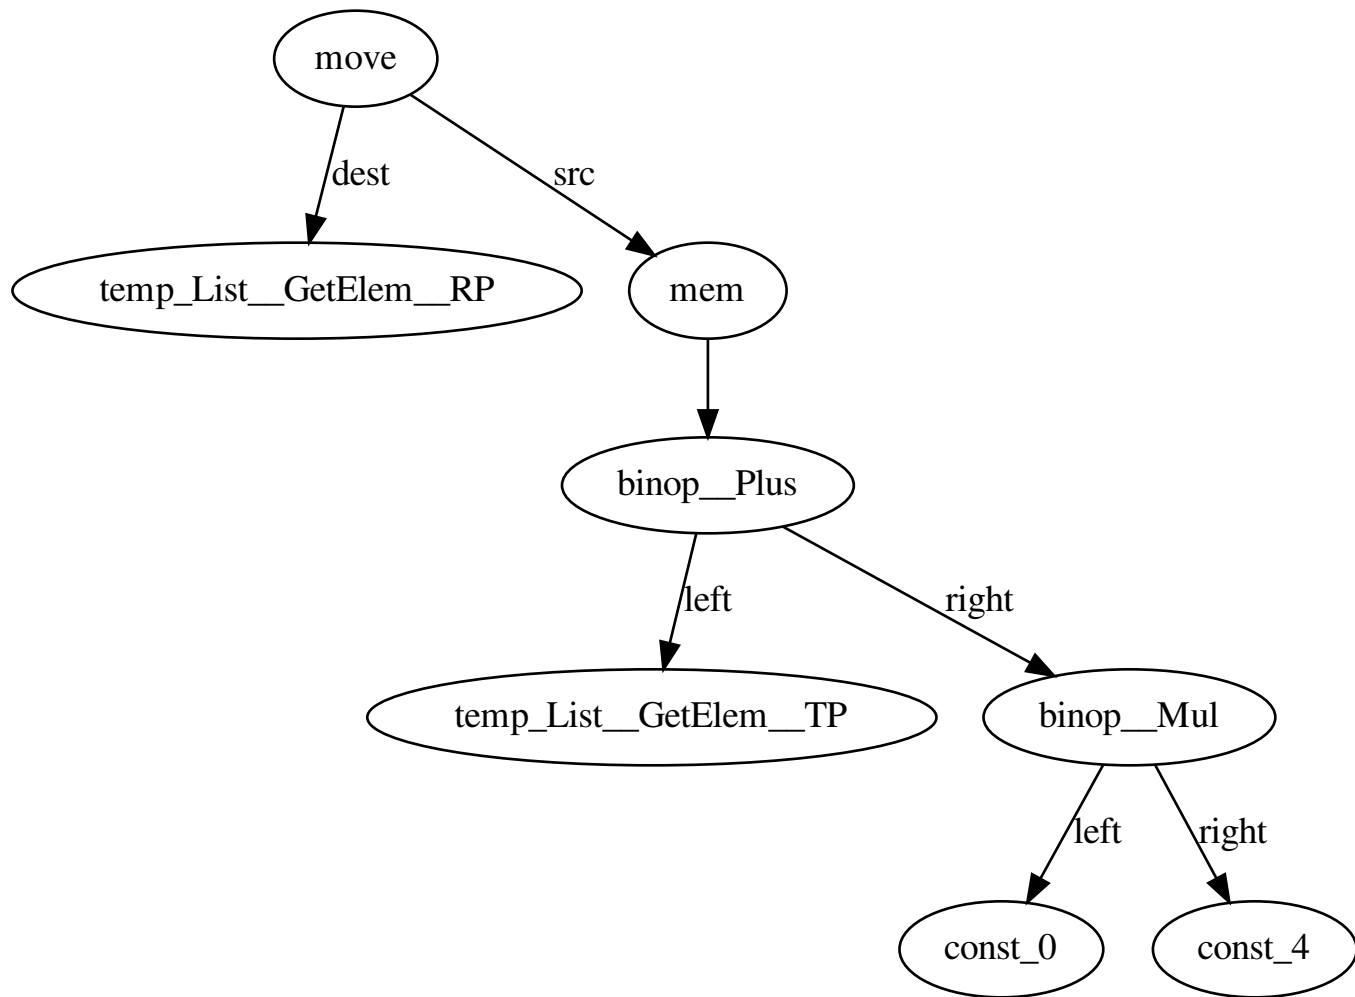 move
dest
src
temp_List__GetElem__RP
mem
binop__Plus
left
right
temp_List__GetElem__TP
binop__Mul
left
right
const_0
const_4